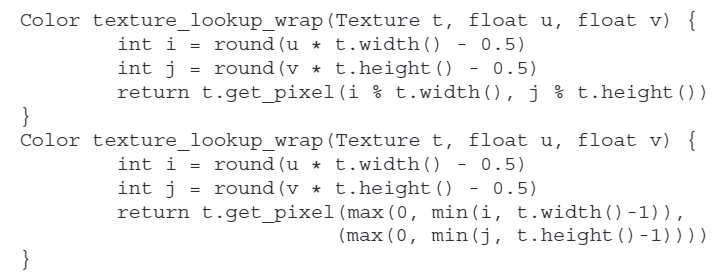 Color texture_lookup_wrap(Texture t, float u, float v) {
int i = round(u * t.width() - 0.5)
int j = round(v * t.height() - 0.5)
return t.get_pixel(i % t.width(), j % t.height())
}
Color texture_lookup_wrap(Texture t, float u, float v) {
int i = round(u * t.width() - 0.5)
int j = round(v * t.height() - 0.5)
return t.get_pixel(max(0, min(i, t.width()-1)),
(max(0, min(j, t.height()-1))))
}